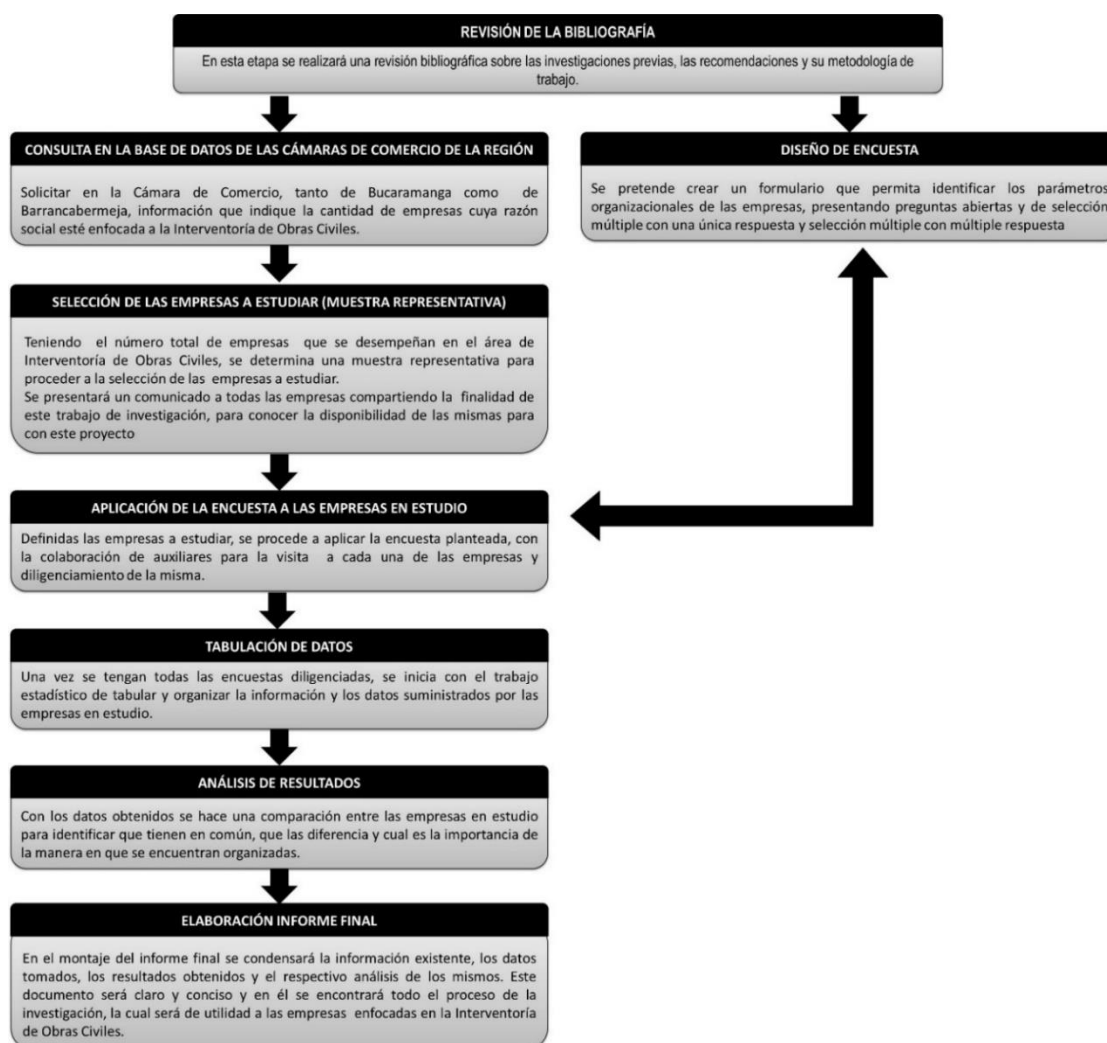 REVISIÓN DE LA BIBLIOGRAFÍA
En esta etapa se realizará una revisión bibliográfica sobre las investigaciones previas, las recomendaciones y su metodología de
trabajo.
CONSULTA EN LA BASE DE DATOS DE LAS CÁMARAS DE COMERCIO DE LA REGIÓN
Solicitar en la Cámara de Comercio, tanto de Bucaramanga como de
Barrancabermeja, información que indique la cantidad de empresas cuya razón
social esté enfocada a la Interventoría de Obras Civiles.
DISEÑO DE ENCUESTA
Se pretende crear un formulario que permita identificar los parámetros
organizacionales de las empresas, presentando preguntas abiertas y de selección
múltiple con una única respuesta y selección múltiple con múltiple respuesta
SELECCIÓN DE LAS EMPRESAS A ESTUDIAR (MUESTRA REPRESENTATIVA)
Teniendo el número total de empresas que se desempeñan en el área de
Interventoría de Obras Civiles, se determina una muestra representativa para
proceder a la selección de las empresas a estudiar.
Se presentará un comunicado a todas las empresas compartiendo la finalidad de
este trabajo de investigación, para conocer la disponibilidad de las mismas para
con este proyecto
APLICACIÓN DE LA ENCUESTA A LAS EMPRESAS EN ESTUDIO
Definidas las empresas a estudiar, se procede a aplicar la encuesta planteada, con
la colaboración de auxiliares para la visita a cada una de las empresas y
diligenciamiento de la misma.
TABULACIÓN DE DATOS
Una vez se tengan todas las encuestas diligenciadas, se inicia con el trabajo
estadístico de tabular y organizar la información y los datos suministrados por las
empresas en estudio.
ANÁLISIS DE RESULTADOS
Con los datos obtenidos se hace una comparación entre las empresas en estudio
para identificar que tienen en común, que las diferencia y cual es la importancia de
la manera en que se encuentran organizadas.
ELABORACIÓN INFORME FINAL
En el montaje del informe final se condensará la información existente, los datos
tomados, los resultados obtenidos y el respectivo análisis de los mismos. Este
documento será claro y conciso y en él se encontrará todo el proceso de la
investigación, la cual será de utilidad a las empresas enfocadas en la Interventoría
de Obras Civiles.